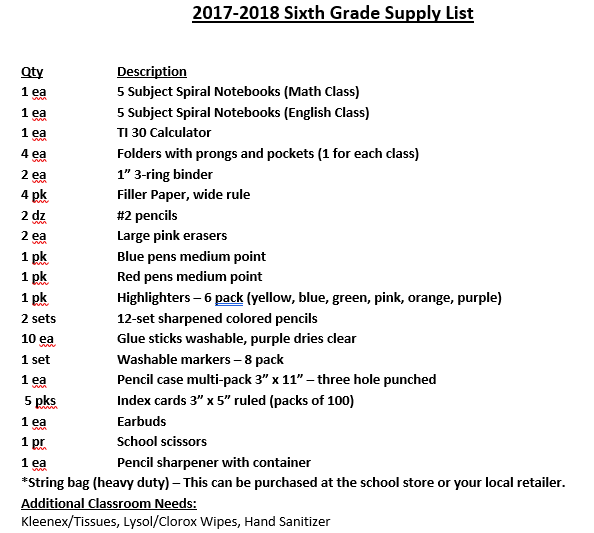 2017-2018 Sixth Grade Supply List
Qty Description
1 ea 5 Subject Spiral Notebooks (Math Class)
1 ea 5 Subject Spiral Notebooks (English Class)
1 ea TI 30 Calculator
4 ea Folders with prongs and pockets (1 for each class)
2 ea 1” 3-ring binder
4 pk Filler Paper, wide rule
2 dz #2 pencils
2 ea Large pink erasers
1 pk Blue pens medium point
1 pk Red pens medium point
1 pk Highlighters – 6 pack (yellow, blue, green, pink, orange, purple)
2 sets 12-set sharpened colored pencils
10 ea Glue sticks washable, purple dries clear
1 set Washable markers – 8 pack
1 ea Pencil case multi-pack 3” x 11” – three hole punched
5 pks Index cards 3” x 5” ruled (packs of 100)
1 ea Earbuds
1 pr School scissors
1 ea Pencil sharpener with container
*String bag (heavy duty) – This can be purchased at the school store or your local retailer.
Additional Classroom Needs:
Kleenex/Tissues, Lysol/Clorox Wipes, Hand Sanitizer